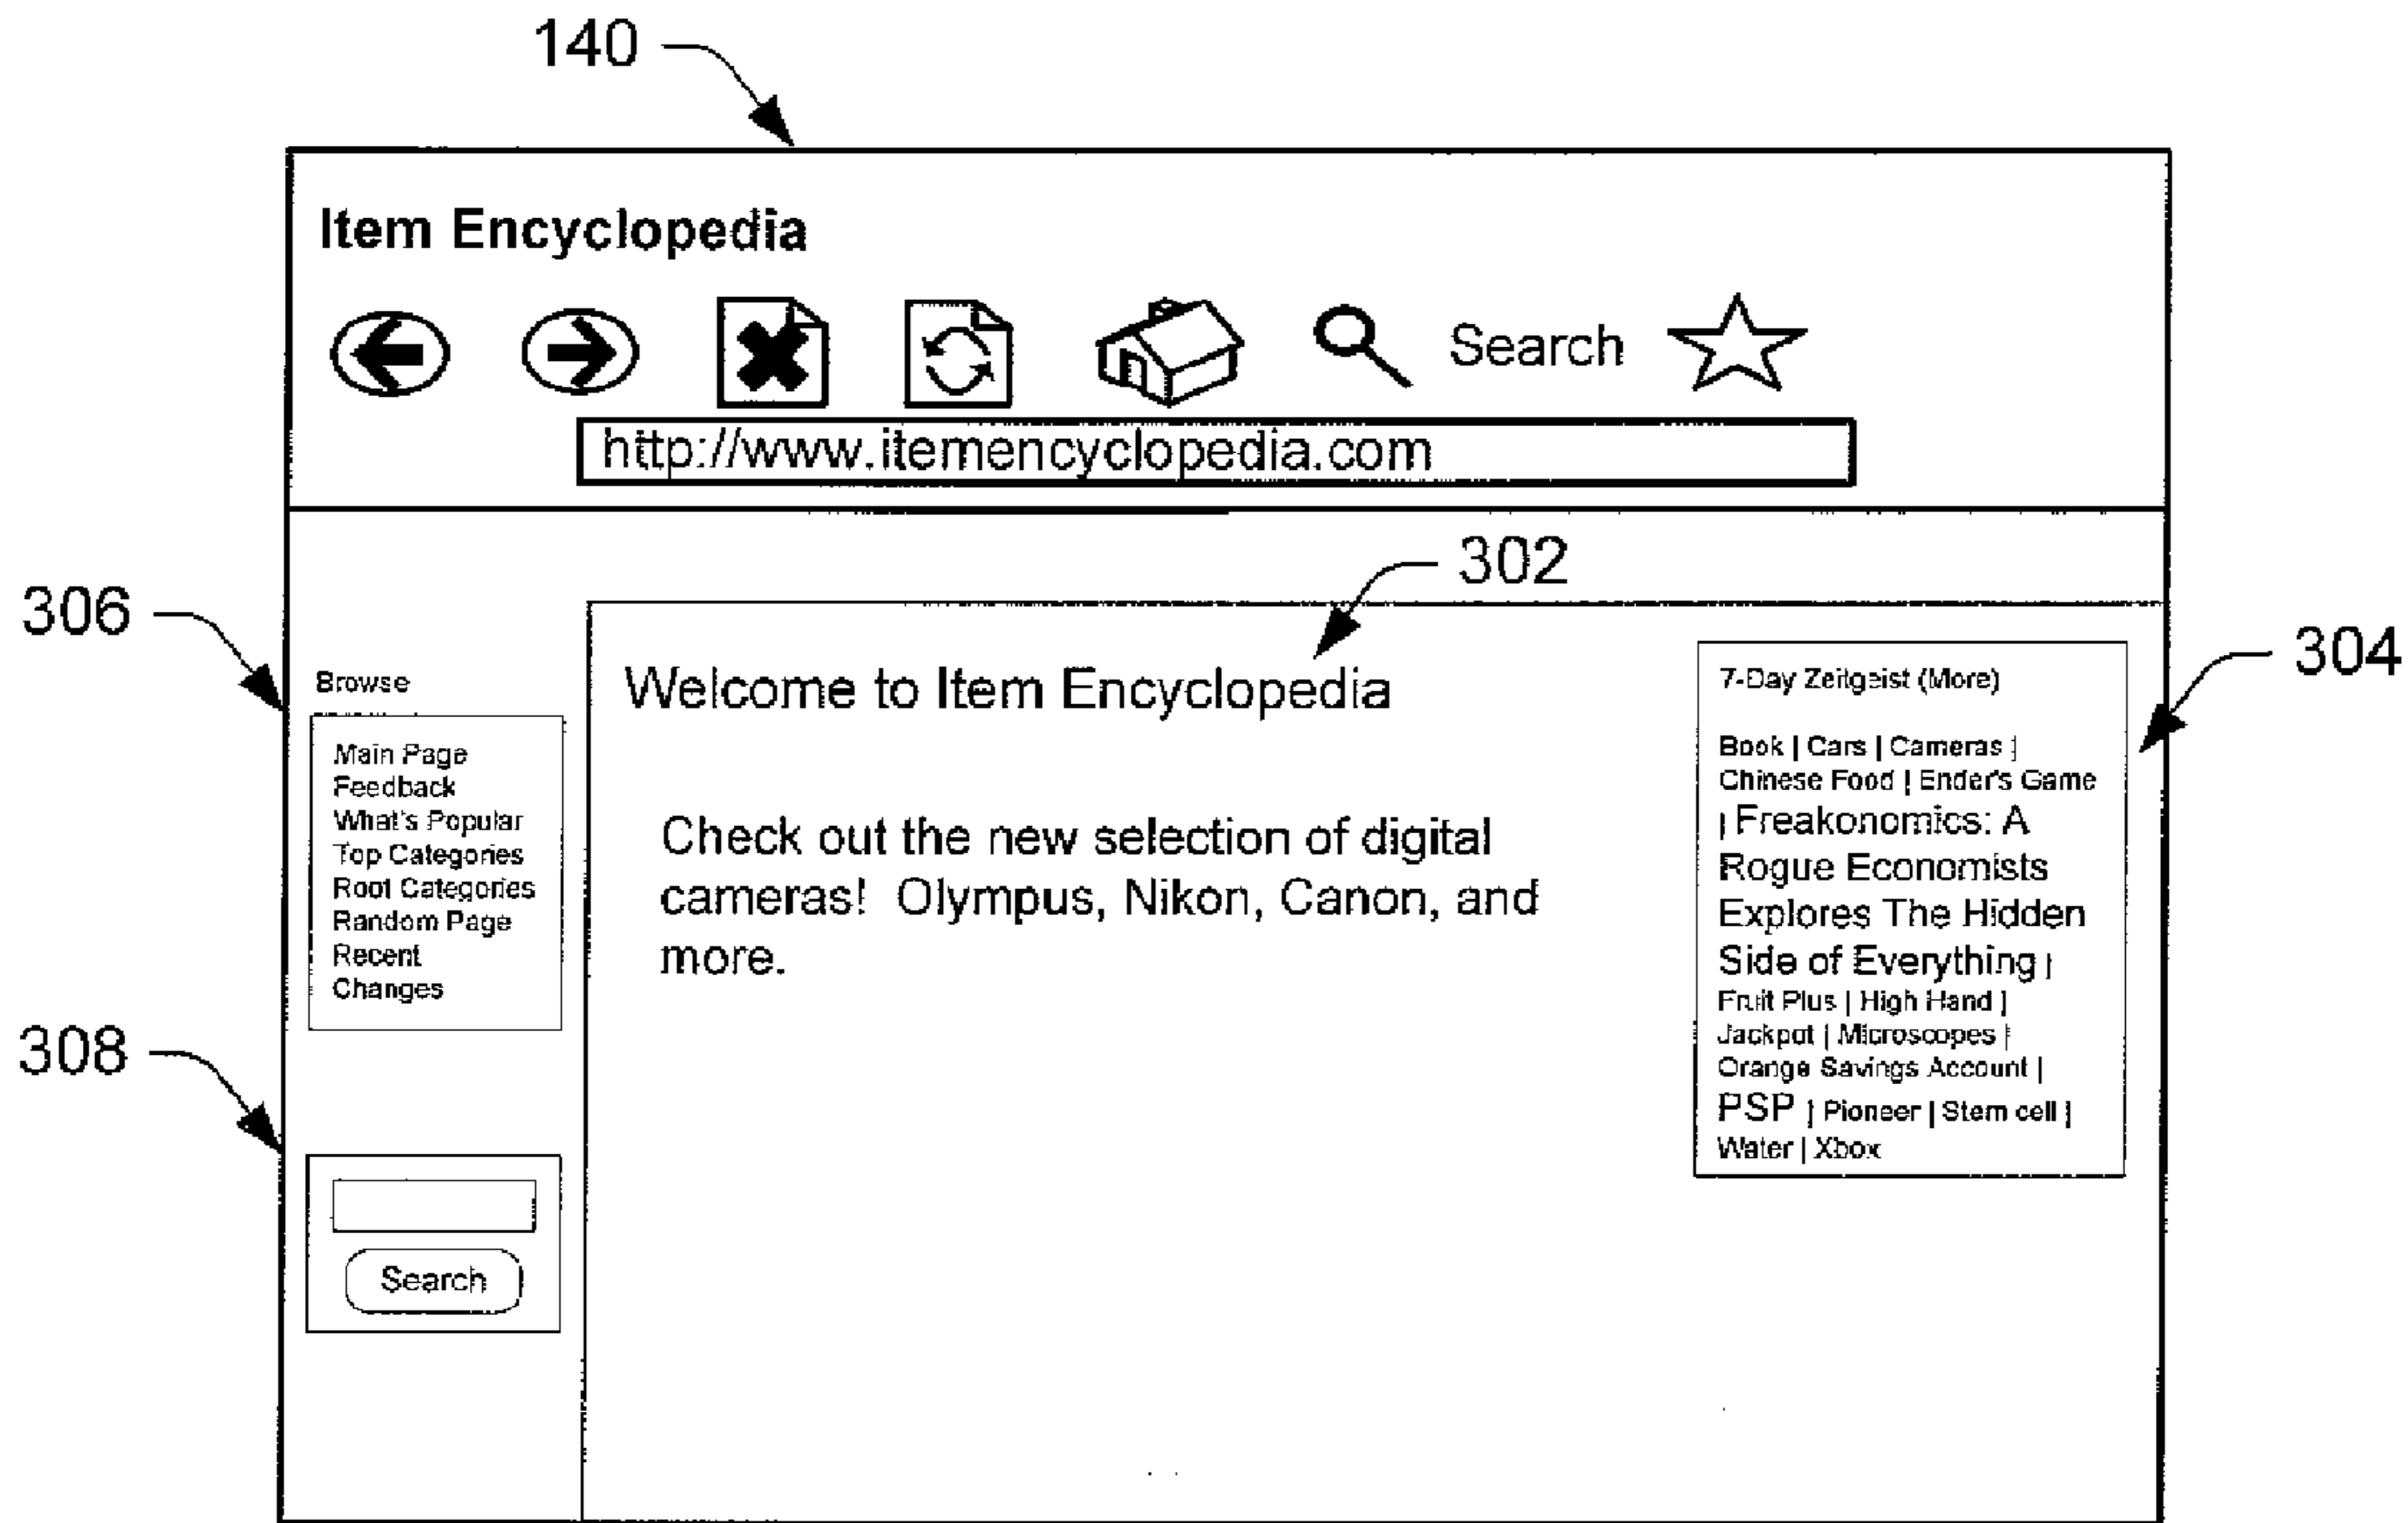 140
Item Encyclopedia
Search
http://www.itemencyclopedia.com
302
306
304
Browse
Main Page
Feedback
What's Popular
Top Categories
Root Categories
Random Page
Recent
Changes
308
Search
Welcome to Item Encyclopedia
Check out the new selection of digital
cameras! Olympus, Nikon, Canon, and
more.
7-Day Zeitgeist (More)
Book | Cars | Cameras |
Chinese Food | Ender's Game
| Freakonomics: A
Rogue Economists
Explores The Hidden
Side of Everything |
Fruit Plus | High Hand |
Jackpot | Microscopes |
Orange Savings Account |
PSP | Pioneer | Stem cell |
Water | Xbox